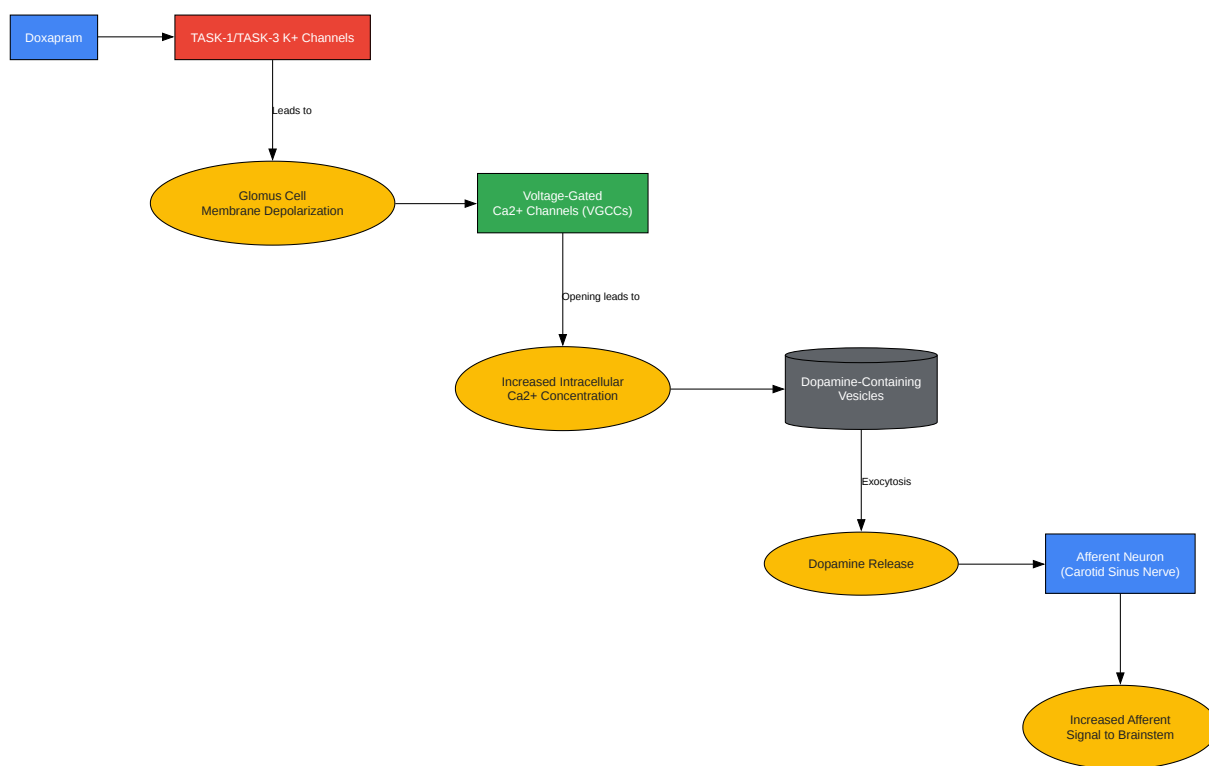 Doxapram
TASK-1/TASK-3 K+ Channels
Leads to
Glomus Cell
Membrane Depolarization
Voltage-Gated
Ca2+ Channels (VGCCs)
Opening leads to
Increased Intracellular
Ca2+ Concentration
Dopamine-Containing
Vesicles
Exocytosis
Dopamine Release
Afferent Neuron
(Carotid Sinus Nerve)
Increased Afferent
Signal to Brainstem